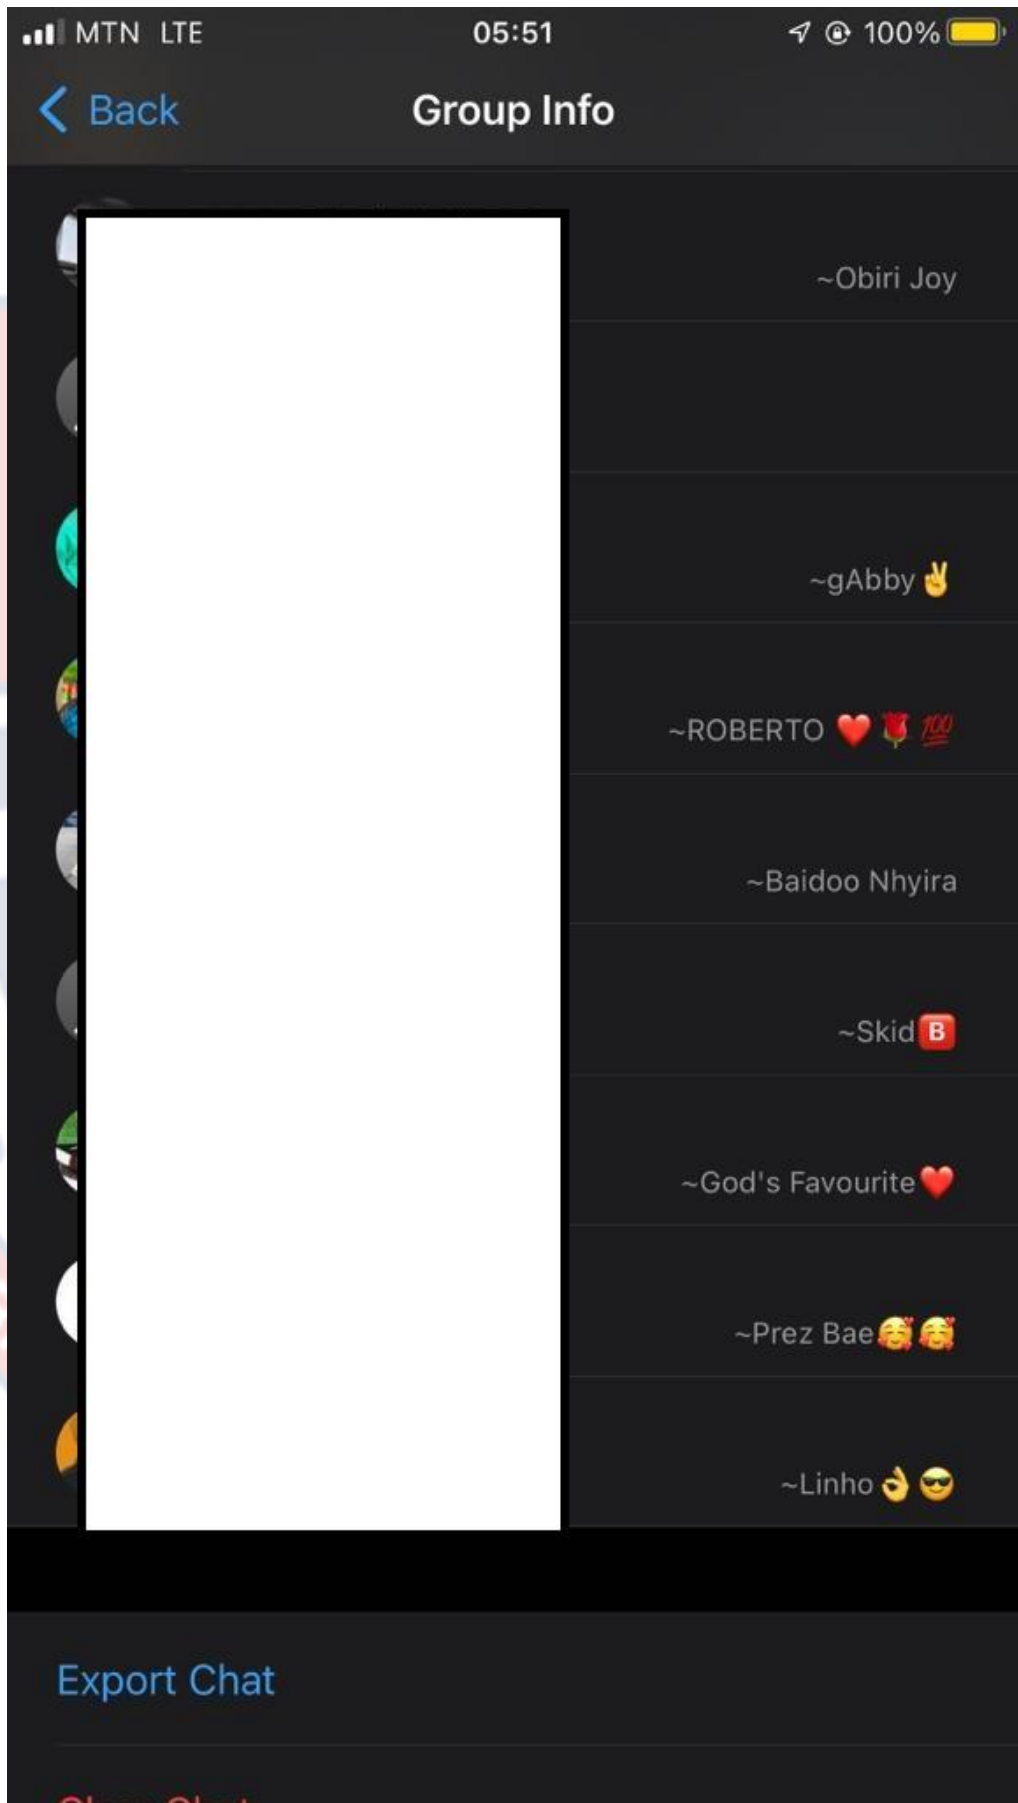 MTN LTE 05:51 100%
Back Group Info
~Obiri Joy
~gAbby✌️
~ROBERTO ❤️🌹💯
~Baidoo Nhyira
~Skid🅱️
~God's Favourite❤️
~Prez Bae🥰🥰
~Linho👌😎
Export Chat